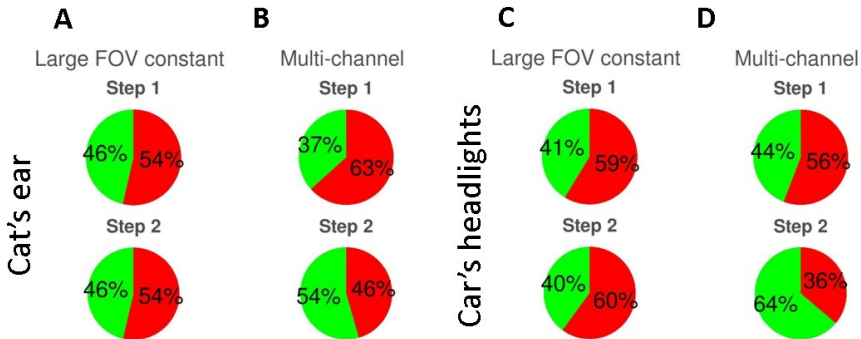 A
B
C
D
Large FOV constant
Multi-channel
Large FOV constant
Multi-channel
Step 1
Step 1
Step 1
Step 1
Cat's ear
46%
54%
37%
63%
Car's headlights
41%
59%
44%
56%
Step 2
Step 2
Step 2
Step 2
46%
54%
54%
46%
40%
60%
64%
36%